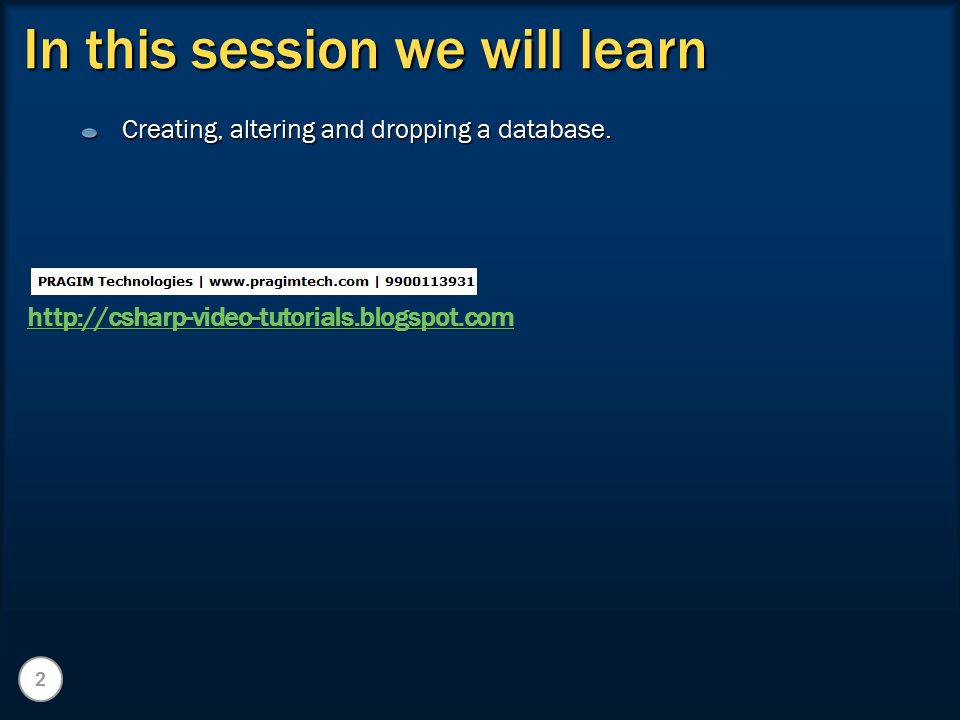 In this session we will learn
Creating, altering and dropping a database.
PRAGIM Technologies | www.pragimtech.com | 9900113931
http://csharp-video-tutorials.blogspot.com
2